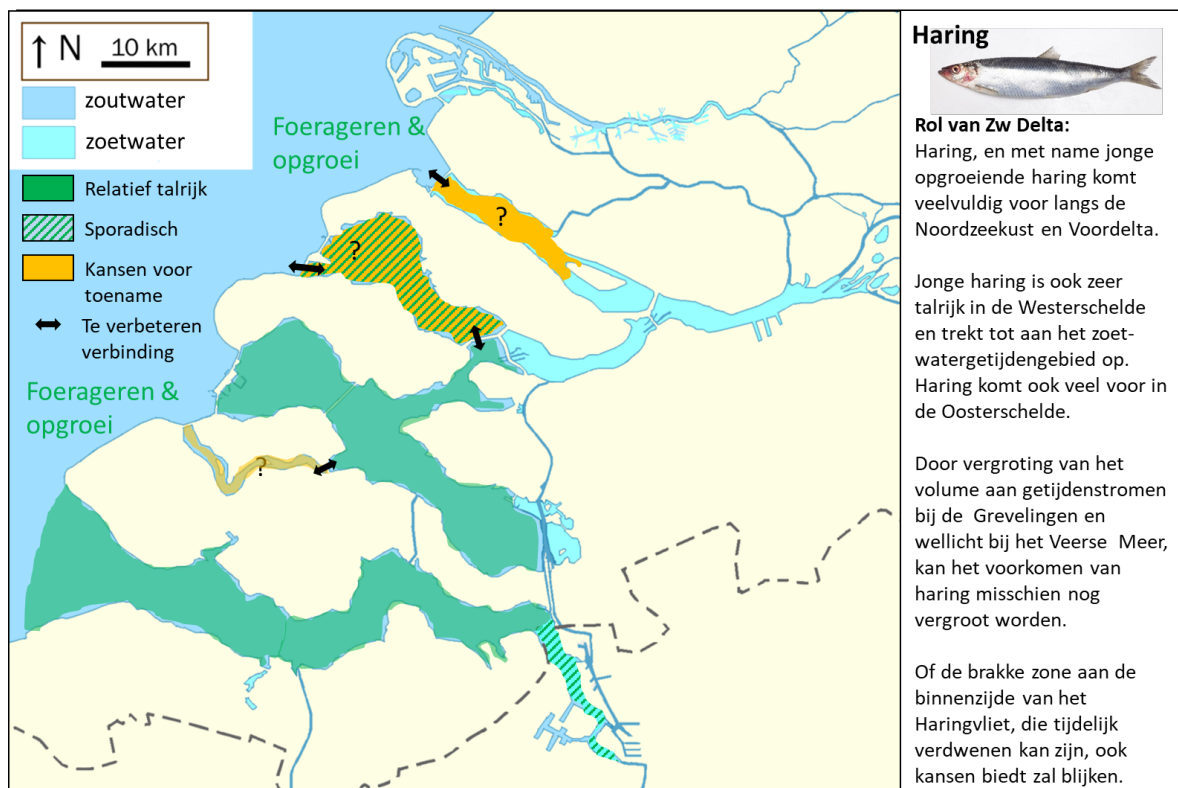 ↑ N 10 km
zoutwater
zoetwater
Relatief talrijk
Sporadisch
Kansen voor
toename
Te verbeteren
verbinding
Foerageren &
opgroei
?
?
Foerageren &
opgroei
?
Haring
Rol van Zw Delta:
Haring, en met name jonge
opgroeiende haring komt
veelvuldig voor langs de
Noordzeekust en Voordelta.
Jonge haring is ook zeer
talrijk in de Westerschelde
en trekt tot aan het zoet-
watergetijdengebied op.
Haring komt ook veel voor in
de Oosterschelde.
Door vergroting van het
volume aan getijdenstromen
bij de Grevelingen en
wellicht bij het Veerse Meer,
kan het voorkomen van
haring misschien nog
vergroot worden.
Of de brakke zone aan de
binnenzijde van het
Haringvliet, die tijdelijk
verdwenen kan zijn, ook
kansen biedt zal blijken.